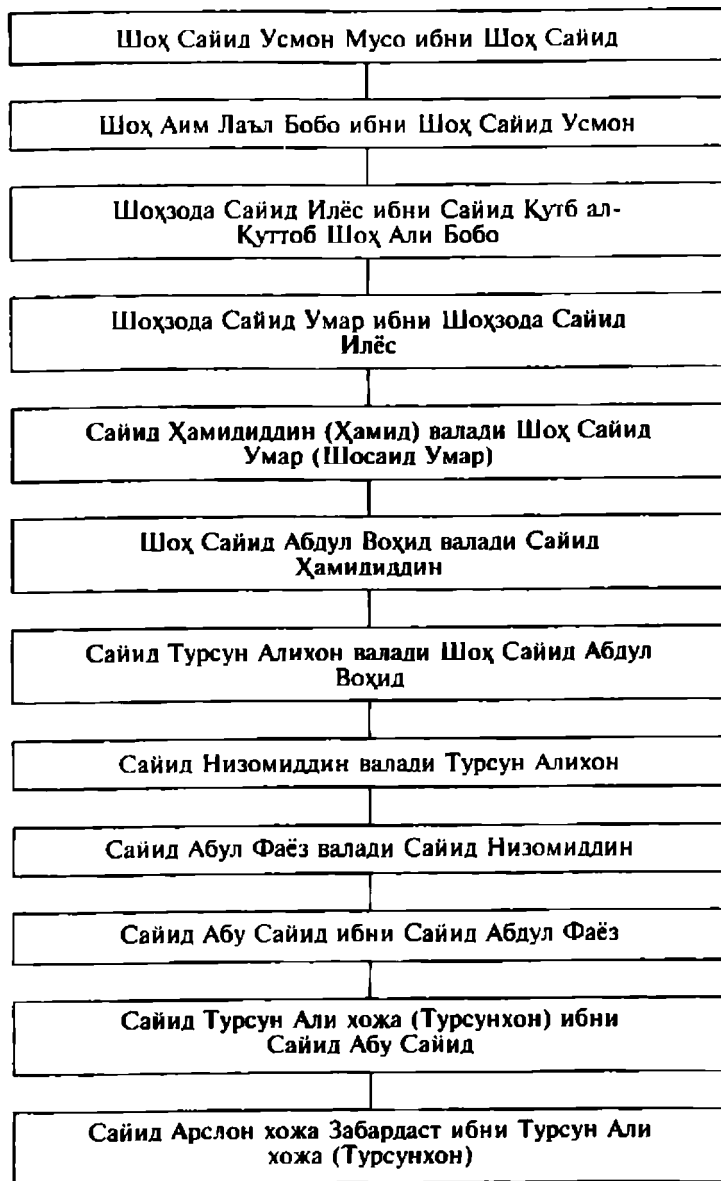 Шоҳ Сайид Усмон Мусо ибни Шоҳ Сайид
Шоҳ Аим Лаъл Бобо ибни Шоҳ Сайид Усмон
Шоҳзода Сайид Илёс ибни Сайид Қутб ал-
Қуттоб Шоҳ Али Бобо
Шоҳзода Сайид Умар ибни Шоҳзода Сайид
Илёс
Сайид Ҳамидиддин (Ҳамид) валади Шоҳ Сайид
Умар (Шосаид Умар)
Шоҳ Сайид Абдул Воҳид валади Сайид
Ҳамидиддин
Сайид Турсун Алихон валади Шоҳ Сайид Абдул
Воҳид
Сайид Низомиддин валади Турсун Алихон
Сайид Абул Фаёз валади Сайид Низомиддин
Сайид Абу Сайид ибни Сайид Абдул Фаёз
Сайид Турсун Али хожа (Турсунхон) ибни
Сайид Абу Сайид
Сайид Арслон хожа Забардаст ибни Турсун Али
хожа (Турсунхон)